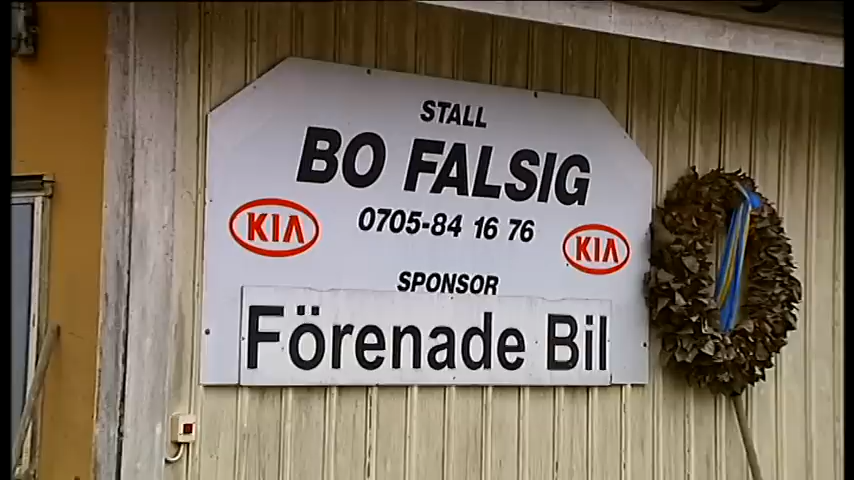 STALL
BO FALSIG
0705-84 16 76
KIA
KIA
SPONSOR
Förenade Bil